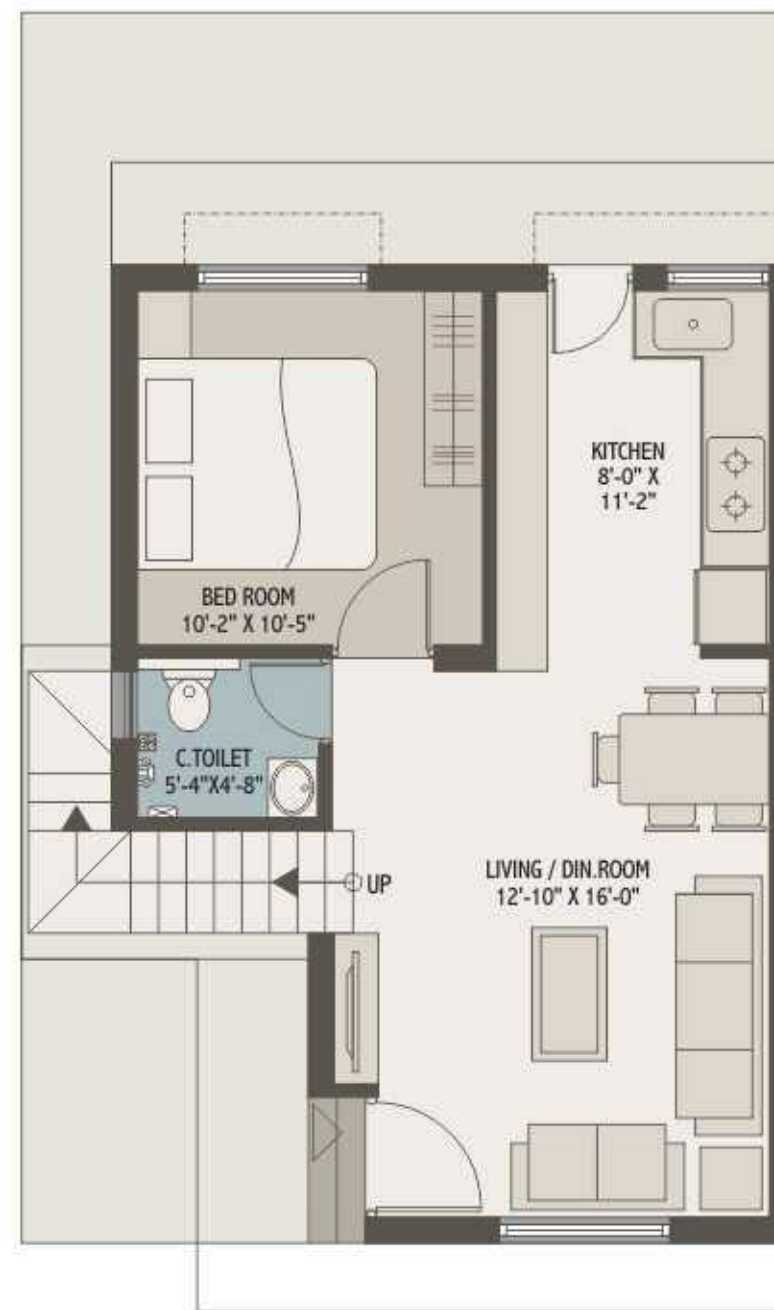 KITCHEN
8'-0" X
11'-2"
BED ROOM
10'-2" X 10'-5"
C.TOILET
5'-4"X4'-8"
UP
LIVING / DIN.ROOM
12'-10" X 16'-0"